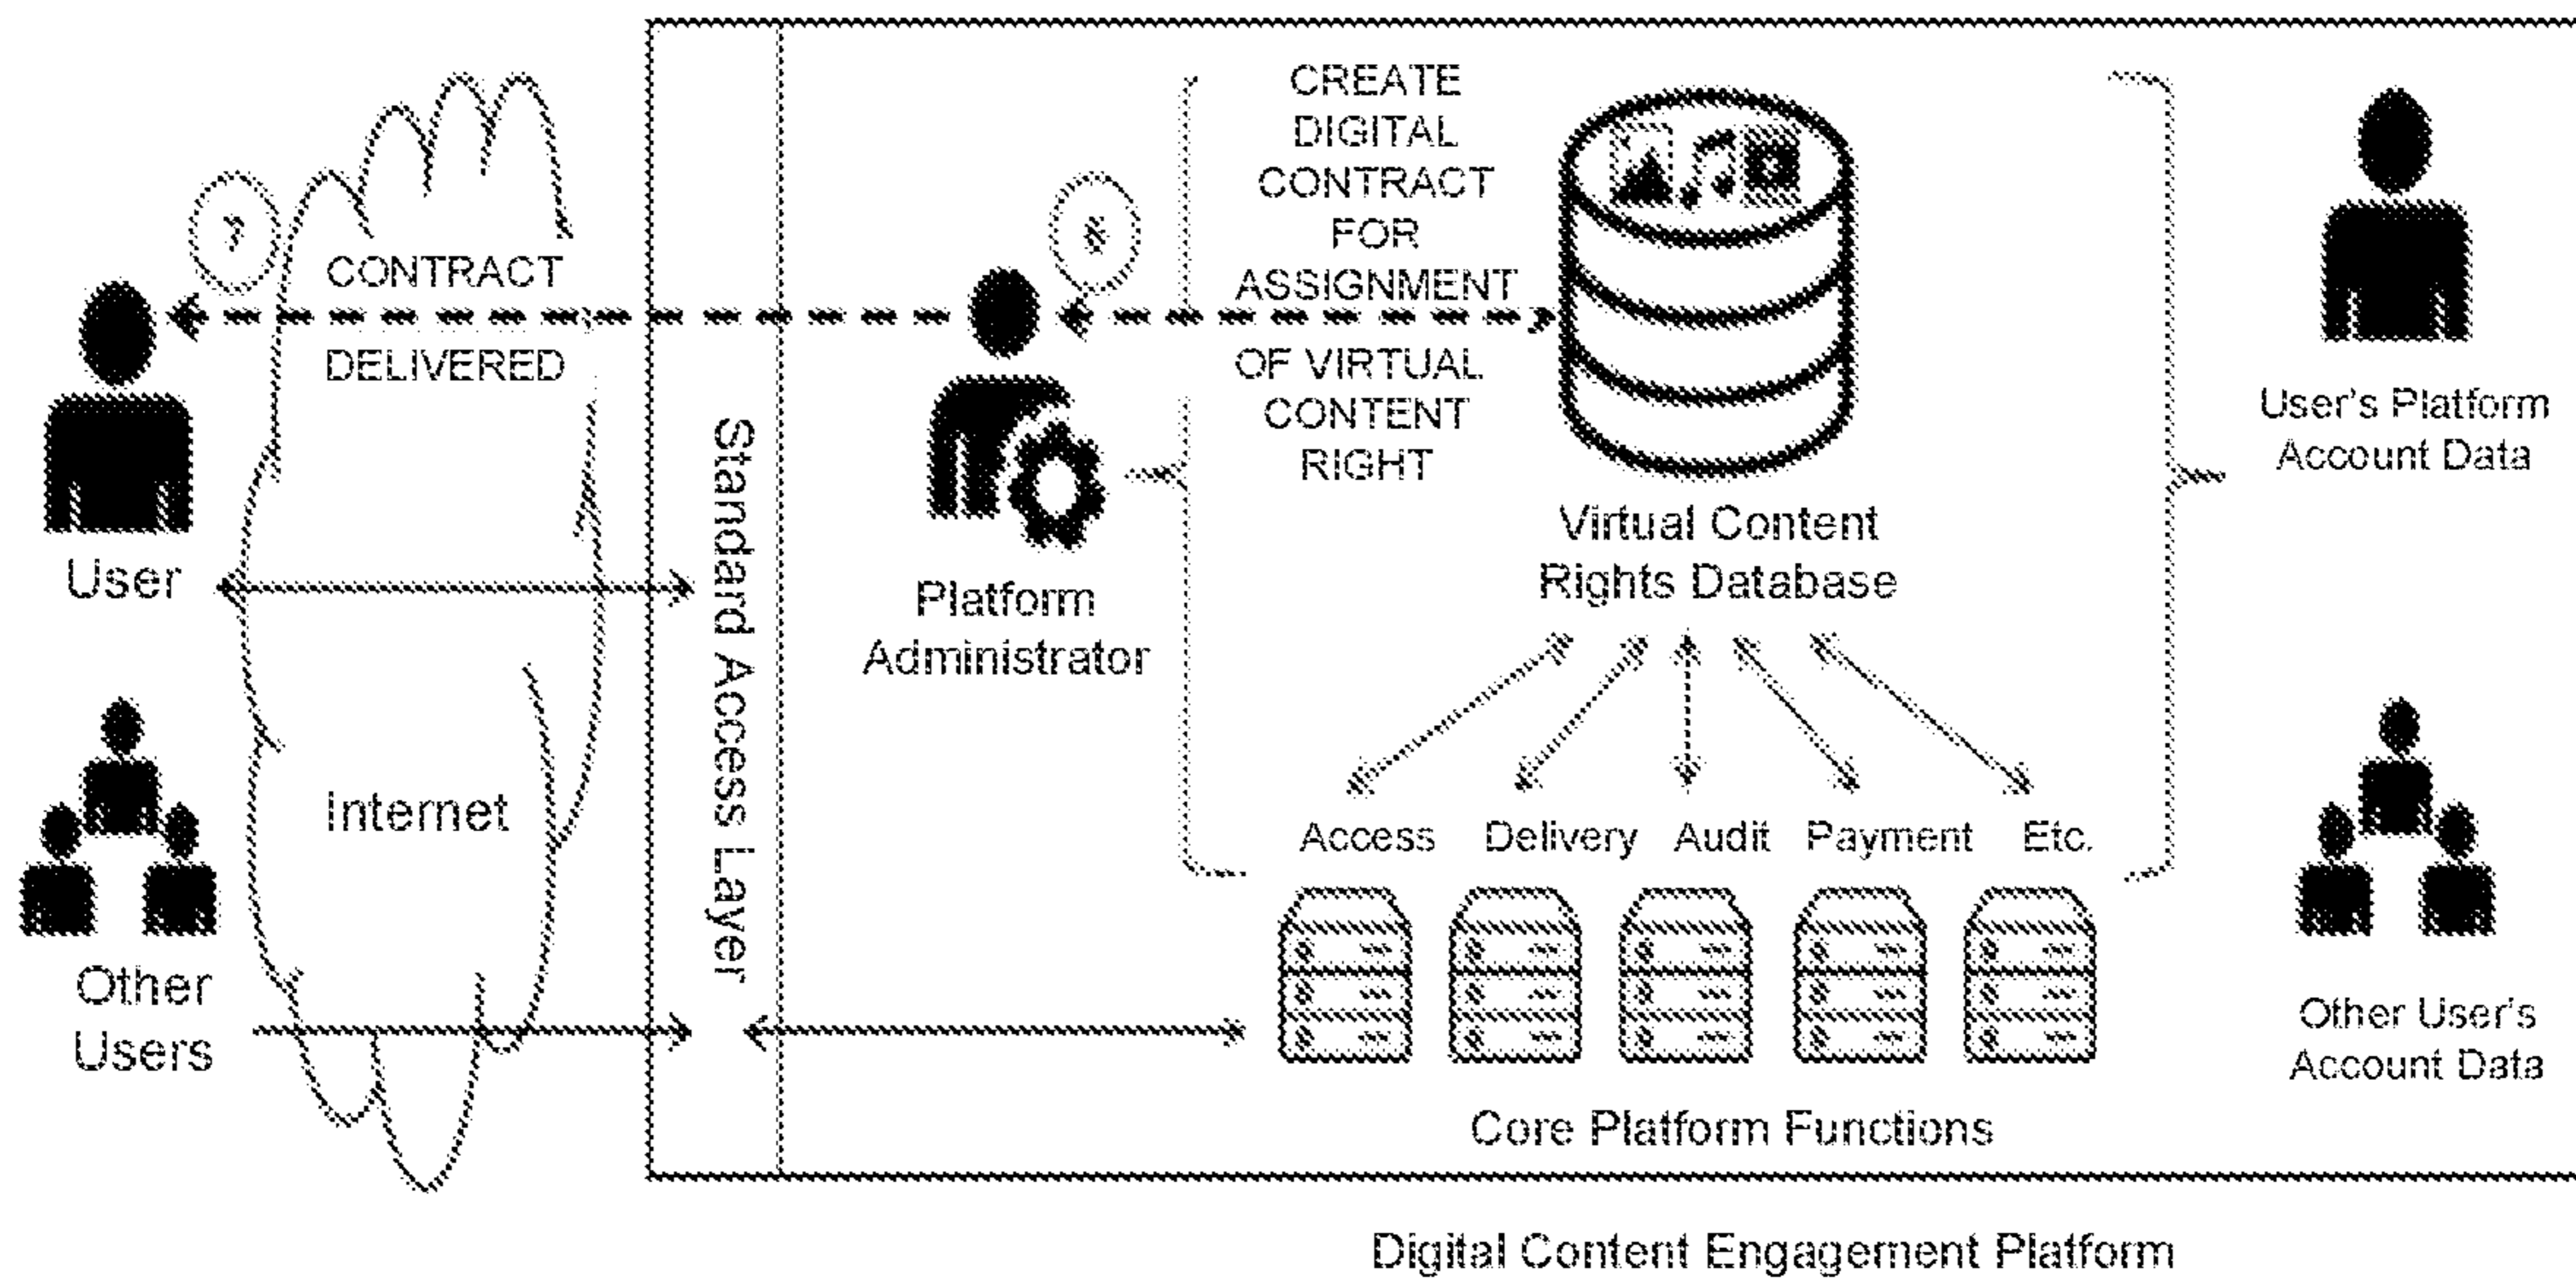 CREATE
DIGITAL
CONTRACT
FOR
ASSIGNMENT
OF VIRTUAL
CONTENT
RIGHT
7
CONTRACT
DELIVERED
User
Other
Users
Internet
Standard Access Layer
Platform
Administrator
Virtual Content
Rights Database
Access Delivery Audit Payment Etc.
Core Platform Functions
User's Platform
Account Data
Other User's
Account Data
Digital Content Engagement Platform